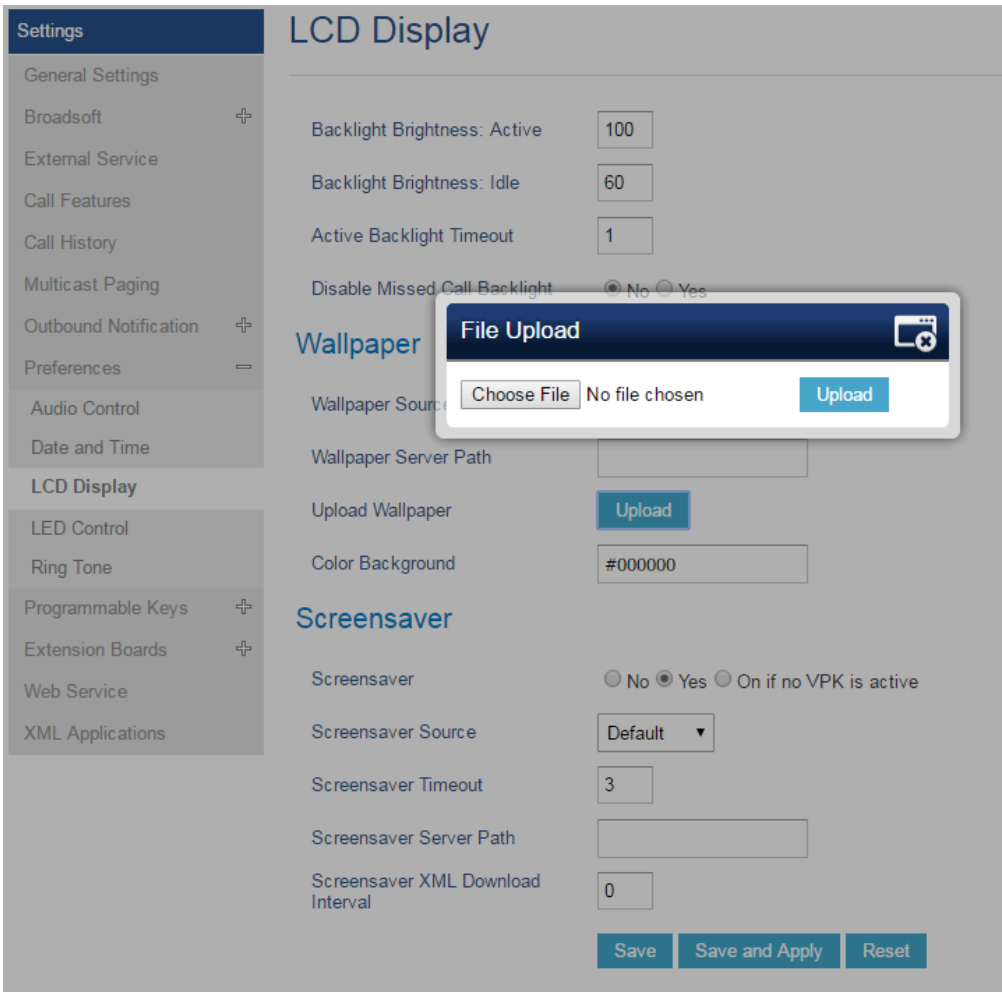 Settings
General Settings
Broadsoft
External Service
Call Features
Call History
Multicast Paging
Outbound Notification
Preferences
Audio Control
Date and Time
LCD Display
LED Control
Ring Tone
Programmable Keys
Extension Boards
Web Service
XML Applications
LCD Display
Backlight Brightness: Active 100
Backlight Brightness: Idle 60
Active Backlight Timeout 1
Disable Missed Call Backlight No Yes
File Upload
Choose File No file chosen Upload
Wallpaper
Wallpaper Source
Wallpaper Server Path
Upload Wallpaper Upload
Color Background #000000
Screensaver
Screensaver No Yes On if no VPK is active
Screensaver Source Default
Screensaver Timeout 3
Screensaver Server Path
Screensaver XML Download
Interval 0
Save Save and Apply Reset